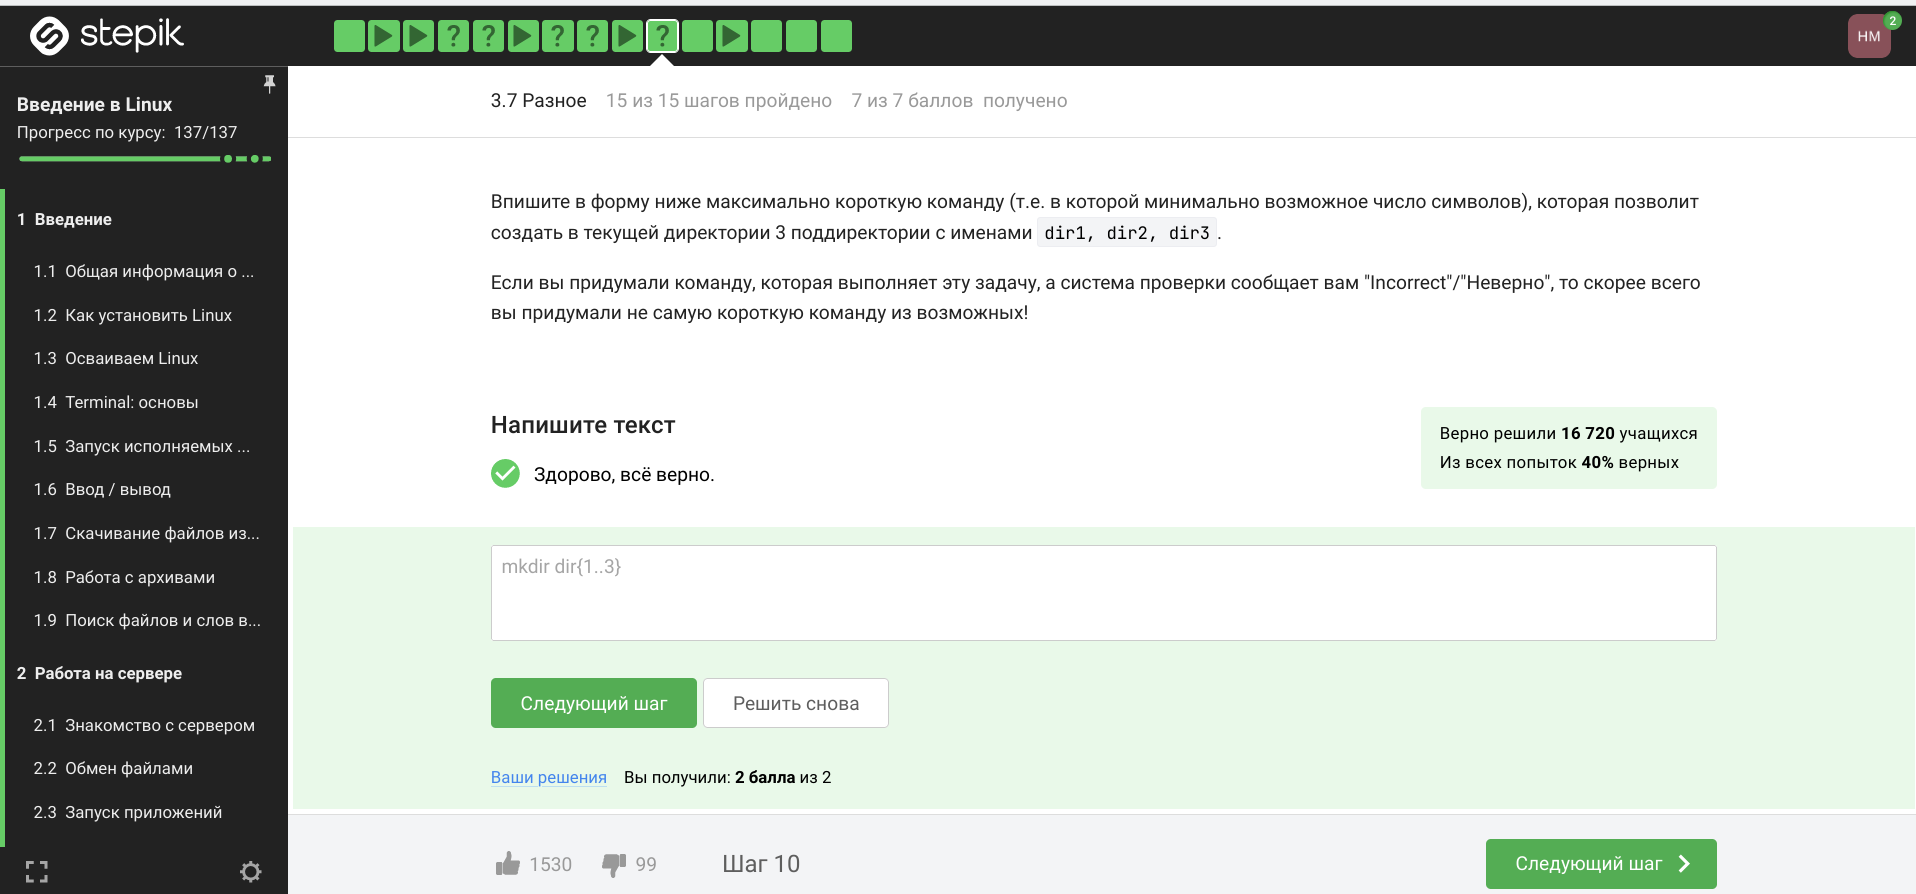 stepik
? ? ? ? ?
НМ
2
Введение в Linux
Прогресс по курсу: 137/137
1 Введение
1.1 Общая информация о ...
1.2 Как установить Linux
1.3 Осваиваем Linux
1.4 Terminal: основы
1.5 Запуск исполняемых ...
1.6 Ввод / вывод
1.7 Скачивание файлов из...
1.8 Работа с архивами
1.9 Поиск файлов и слов в...
2 Работа на сервере
2.1 Знакомство с сервером
2.2 Обмен файлами
2.3 Запуск приложений
3.7 Разное 15 из 15 шагов пройдено 7 из 7 баллов получено
Впишите в форму ниже максимально короткую команду (т.е. в которой минимально возможное число символов), которая позволит
создать в текущей директории 3 поддиректории с именами dir1, dir2, dir3.
Если вы придумали команду, которая выполняет эту задачу, а система проверки сообщает вам "Incorrect"/"Неверно", то скорее всего
вы придумали не самую короткую команду из возможных!
Напишите текст
Здорово, всё верно.
Верно решили 16 720 учащихся
Из всех попыток 40% верных
mkdir dir{1..3}
Следующий шаг
Решить снова
Ваши решения Вы получили: 2 балла из 2
1530 99 Шаг 10
Следующий шаг